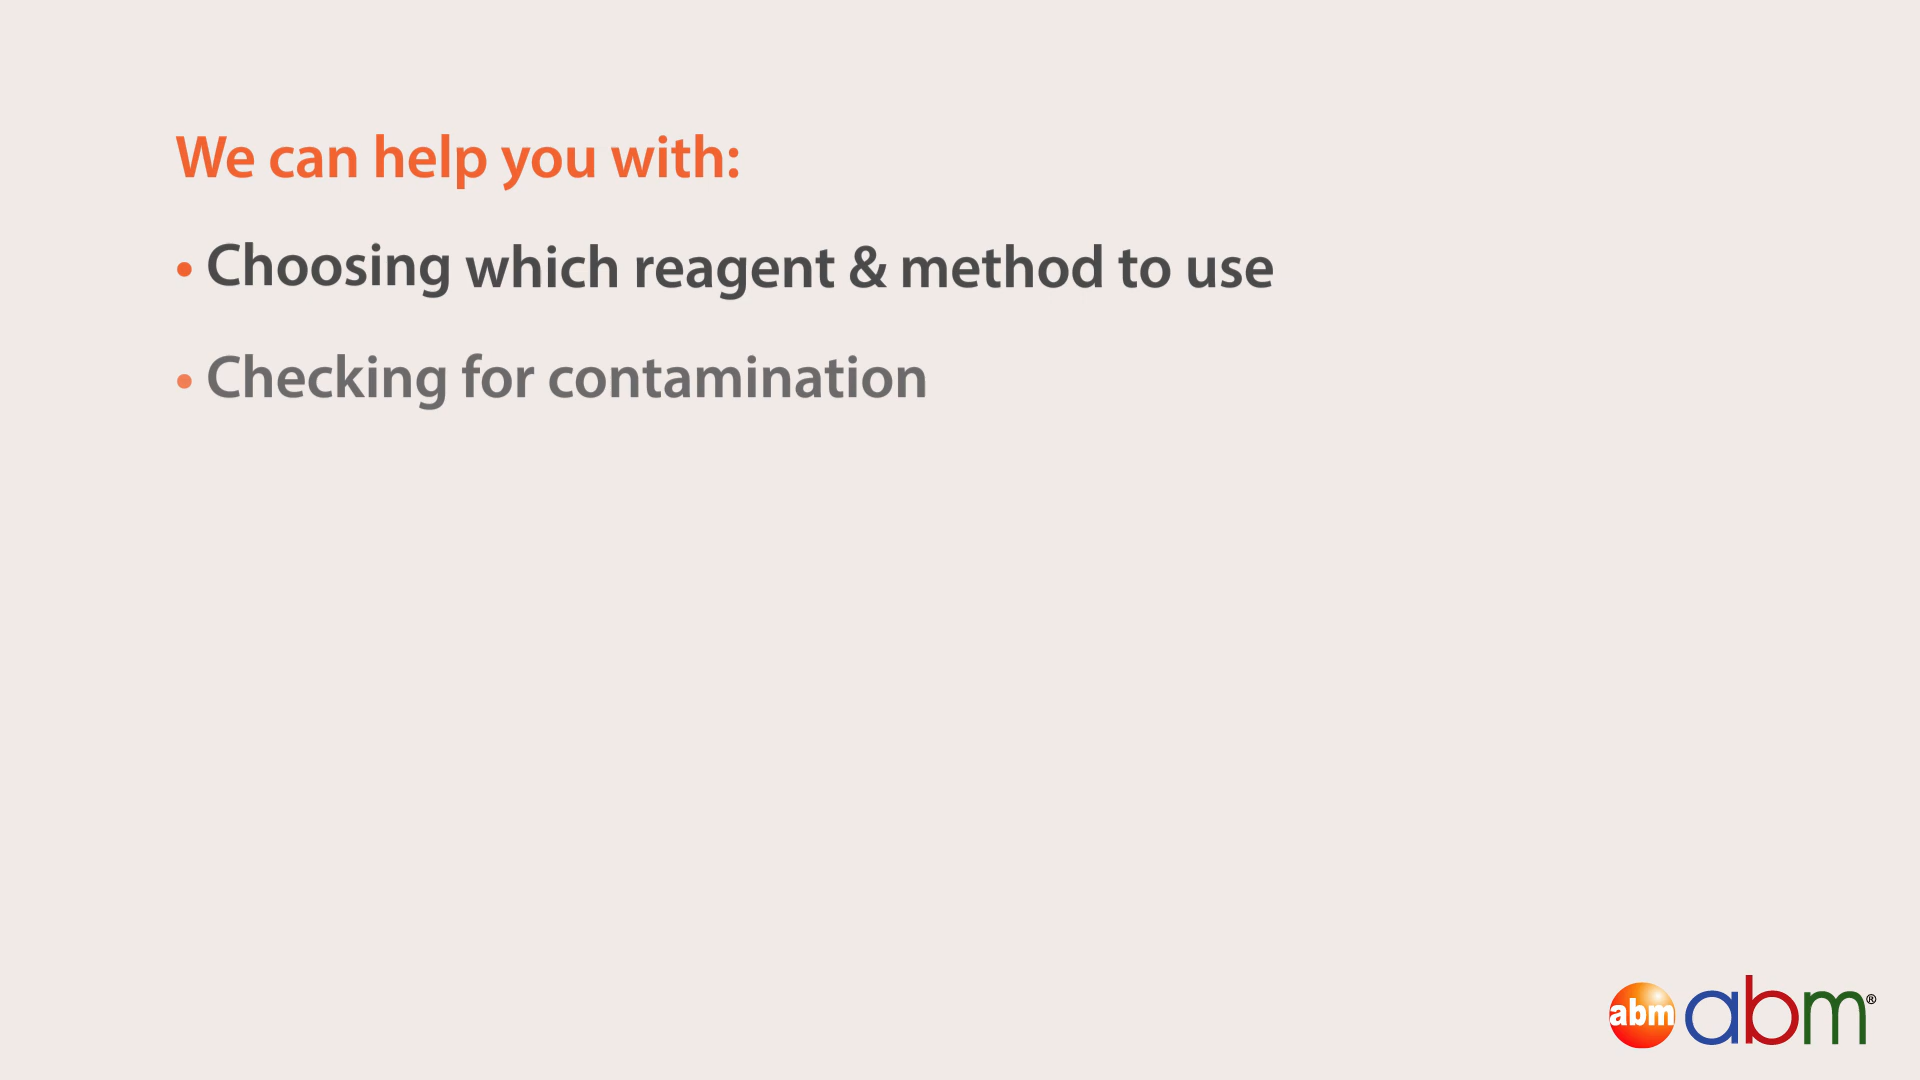 We can help you with:
• Choosing which reagent & method to use
• Checking for contamination
abm abm®